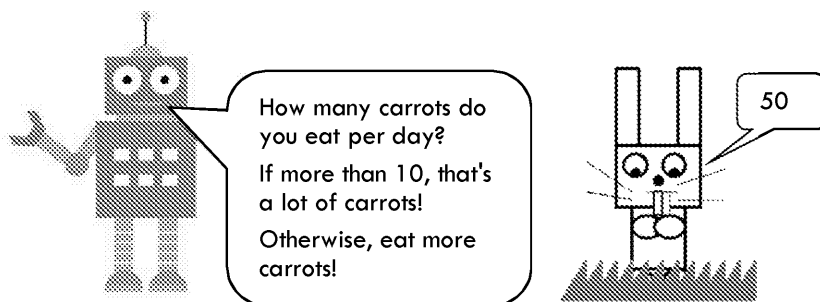 How many carrots do
you eat per day?
If more than 10, that's
a lot of carrots!
Otherwise, eat more
carrots!
50